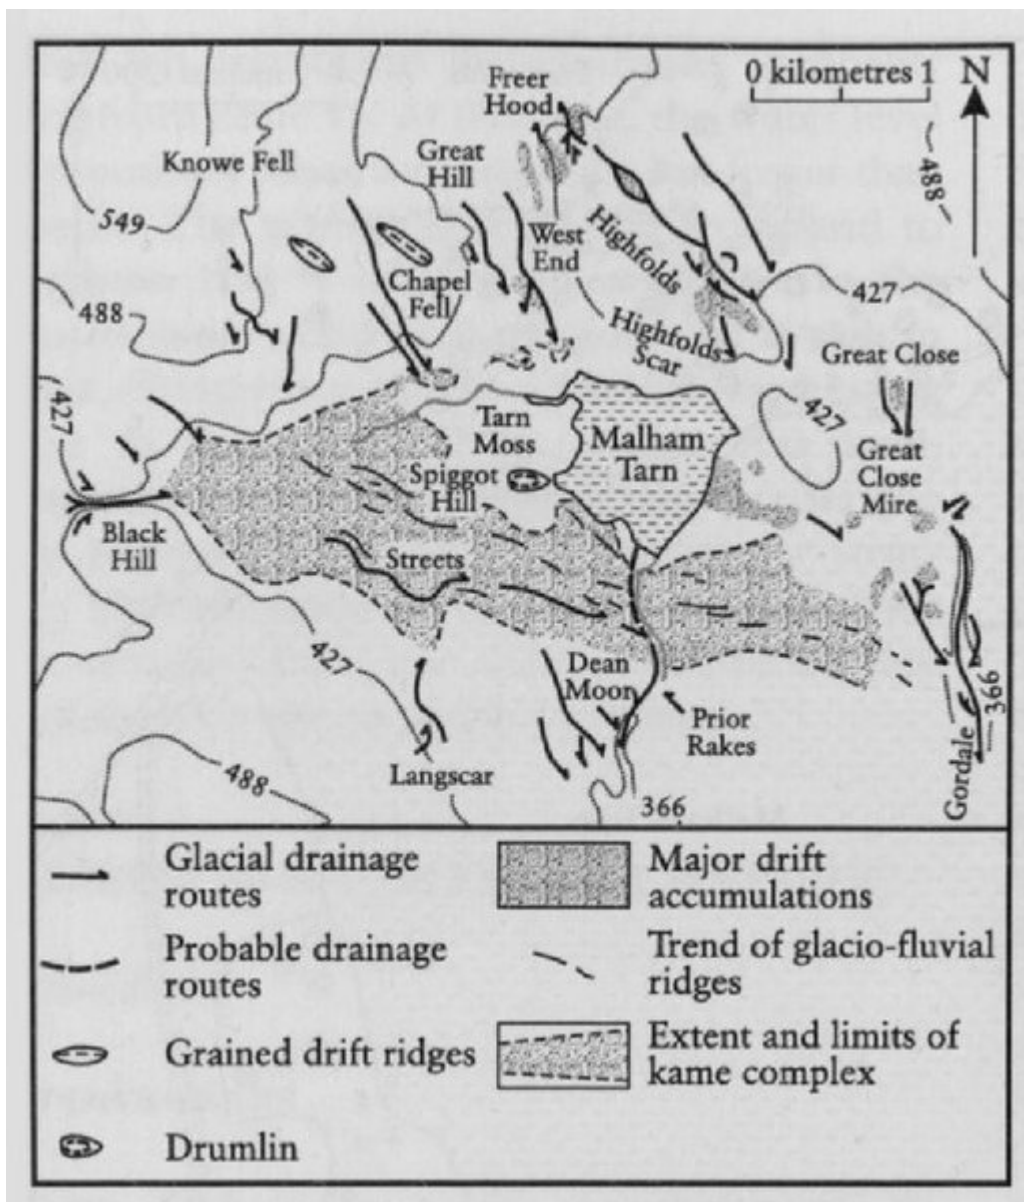 0 kilometres 1
N
Freer
Hood
Knowe Fell
Great
Hill
488
549
Highfolds
West
End
Chapel
Fell
427
488
Highfolds
Scar
Great Close
427
427
Tarn
Moss
Malham
Tarn
Great
Close
Mire
Spiggot
Hill
Black
Hill
Streets
427
Dean
Moon
Prior
Rakes
366
Gordale
488
Langscar
366
Glacial drainage
routes
Major drift
accumulations
Probable drainage
routes
Trend of glacio-fluvial
ridges
Grained drift ridges
Extent and limits of
kame complex
Drumlin